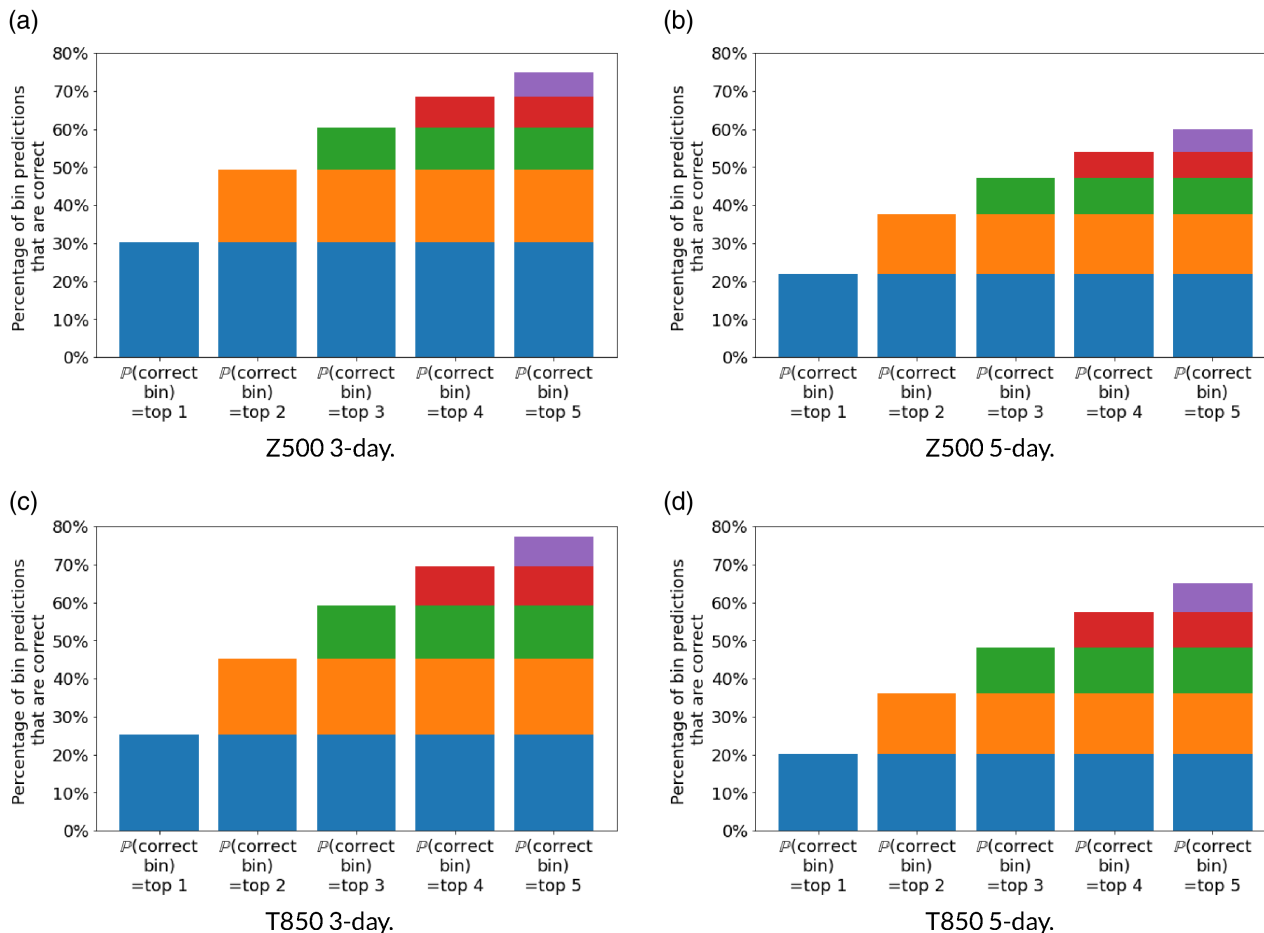 (a)
80%
70%
60%
50%
40%
30%
20%
10%
0%
Percentage of bin predictions
that are correct
ℙ(correct bin) =top 1
ℙ(correct bin) =top 2
ℙ(correct bin) =top 3
ℙ(correct bin) =top 4
ℙ(correct bin) =top 5
Z500 3-day.
(b)
80%
70%
60%
50%
40%
30%
20%
10%
0%
Percentage of bin predictions
that are correct
ℙ(correct bin) =top 1
ℙ(correct bin) =top 2
ℙ(correct bin) =top 3
ℙ(correct bin) =top 4
ℙ(correct bin) =top 5
Z500 5-day.
(c)
80%
70%
60%
50%
40%
30%
20%
10%
0%
Percentage of bin predictions
that are correct
ℙ(correct bin) =top 1
ℙ(correct bin) =top 2
ℙ(correct bin) =top 3
ℙ(correct bin) =top 4
ℙ(correct bin) =top 5
T850 3-day.
(d)
80%
70%
60%
50%
40%
30%
20%
10%
0%
Percentage of bin predictions
that are correct
ℙ(correct bin) =top 1
ℙ(correct bin) =top 2
ℙ(correct bin) =top 3
ℙ(correct bin) =top 4
ℙ(correct bin) =top 5
T850 5-day.